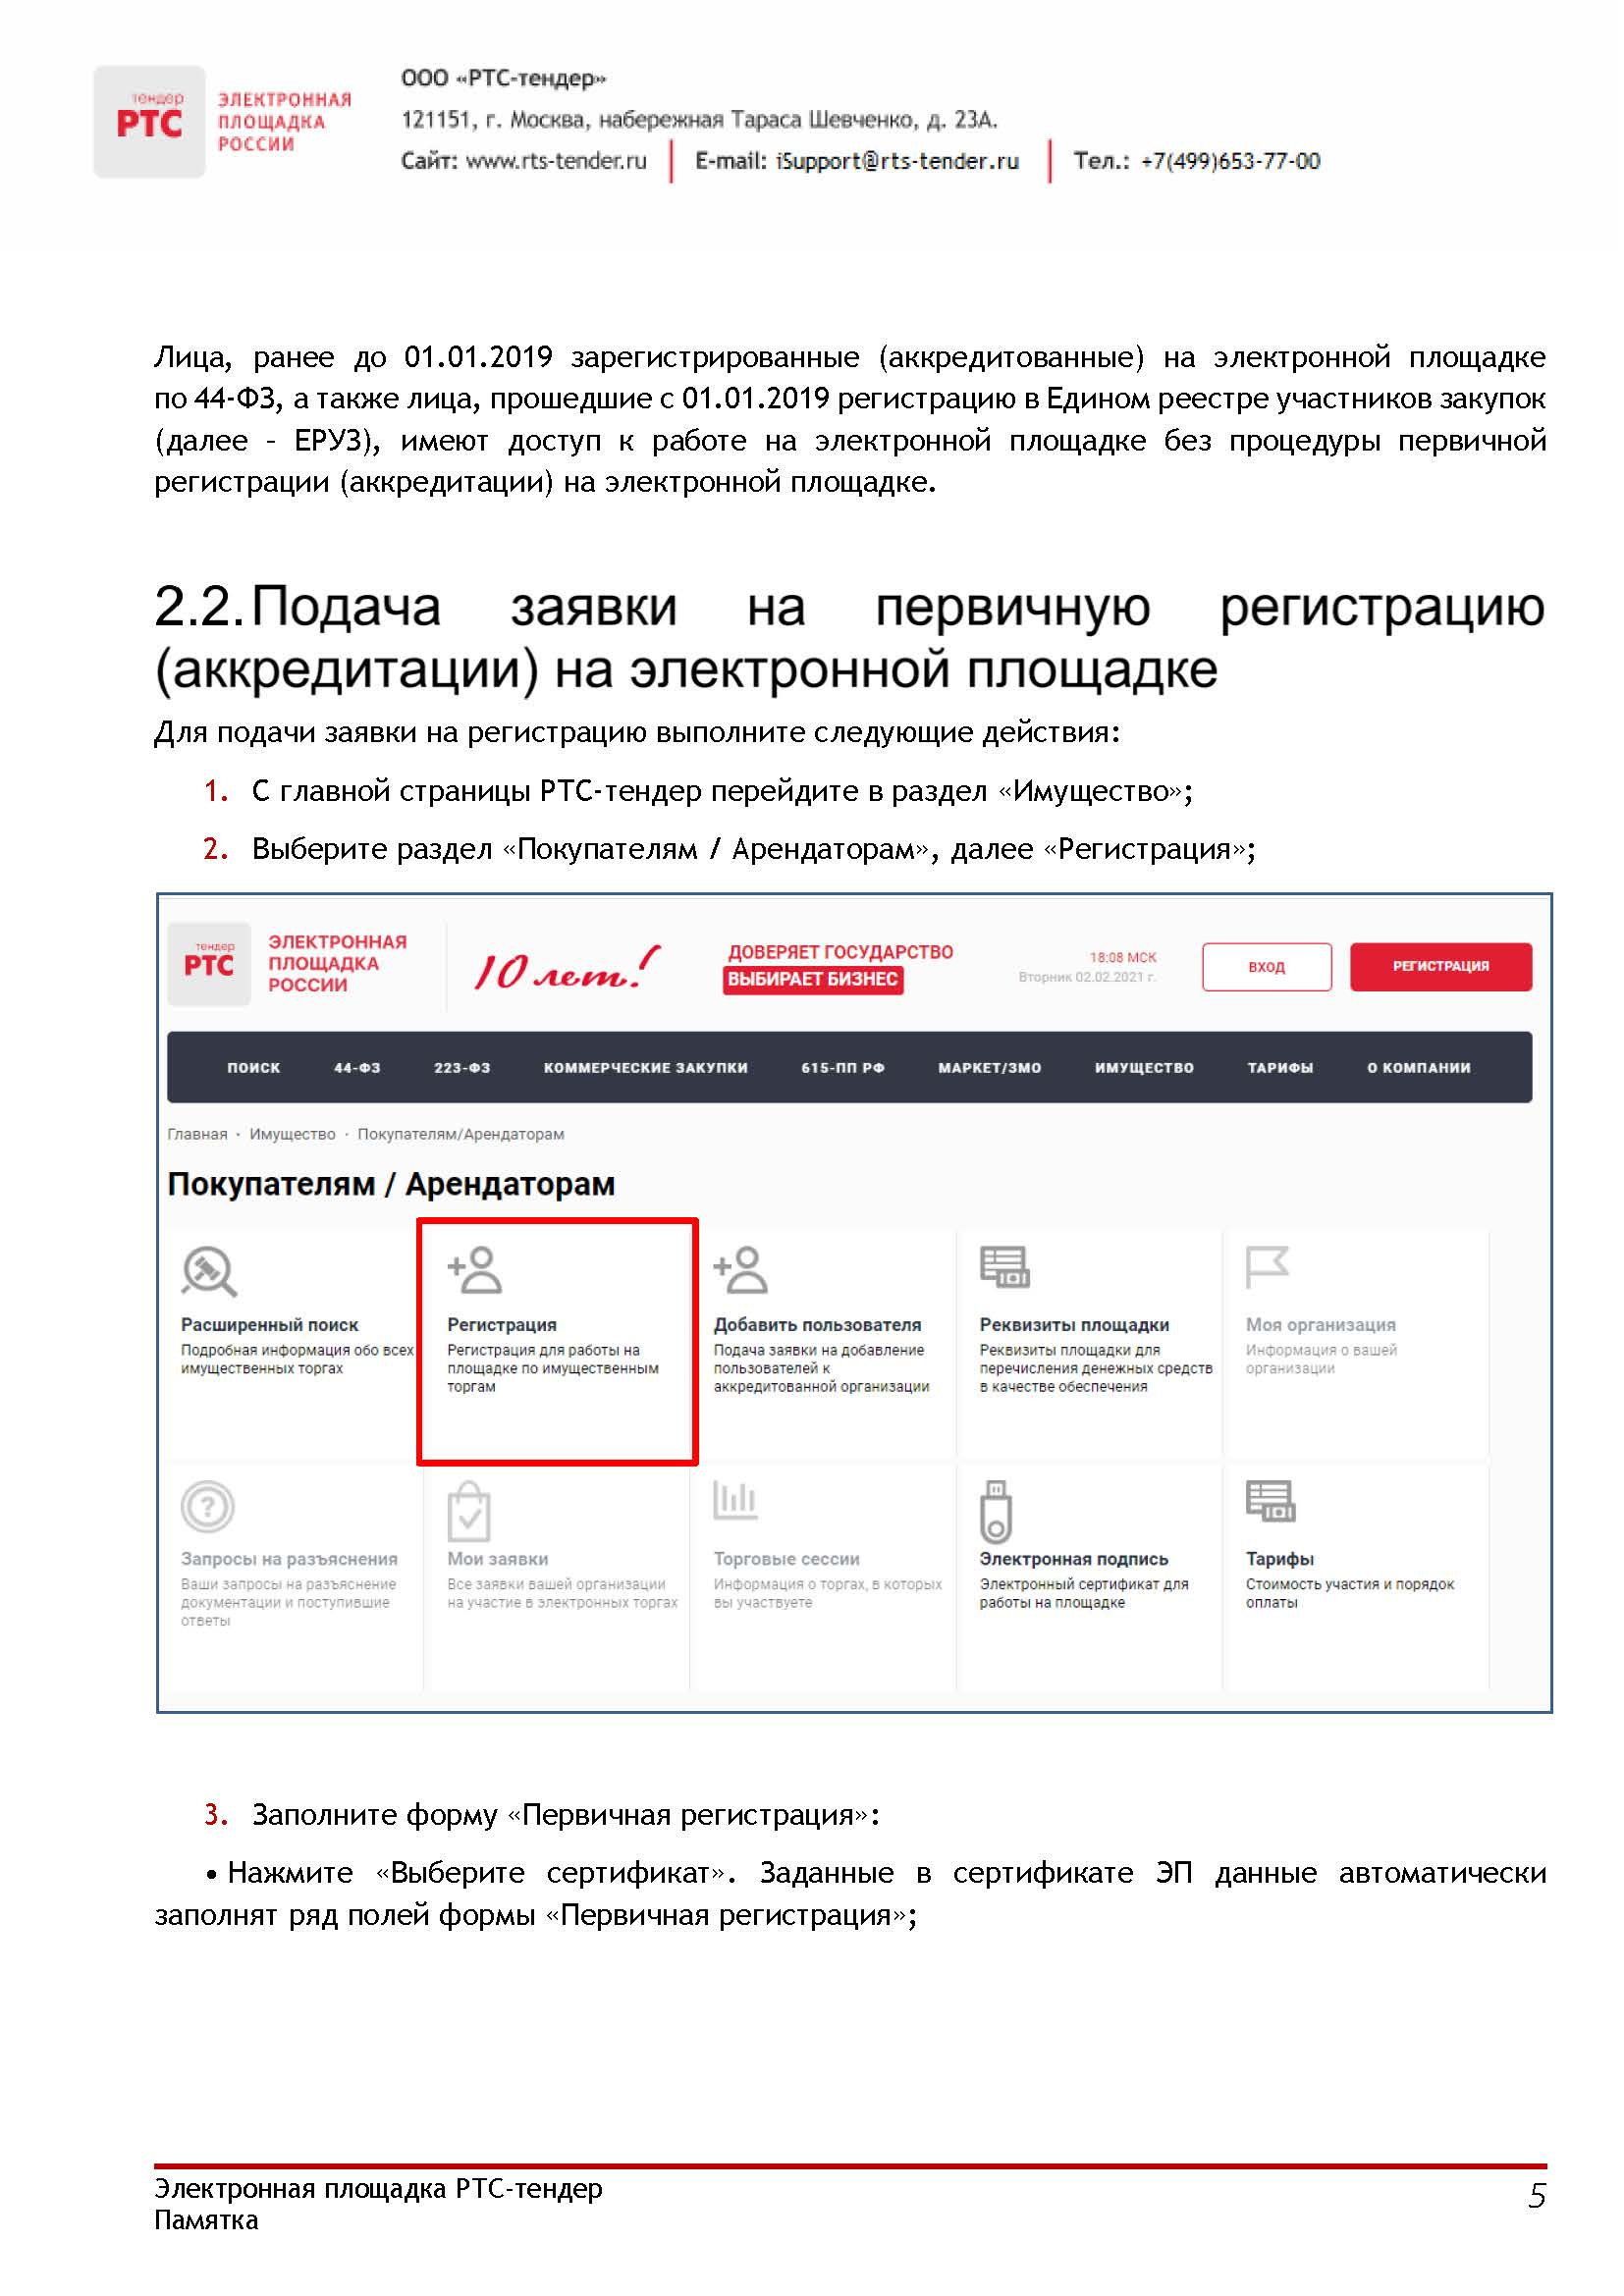 тендер
РТС
ЭЛЕКТРОННАЯ
ПЛОЩАДКА
РОССИИ
ООО «РТС-тендер»
121151, г. Москва, набережная Тараса Шевченко, д. 23А.
Сайт: www.rts-tender.ru E-mail: iSupport@rts-tender.ru Тел.: +7(499)653-77-00
Лица, ранее до 01.01.2019 зарегистрированные (аккредитованные) на электронной площадке
по 44-ФЗ, а также лица, прошедшие с 01.01.2019 регистрацию в Едином реестре участников закупок
(далее – ЕРУЗ), имеют доступ к работе на электронной площадке без процедуры первичной
регистрации (аккредитации) на электронной площадке.
2.2. Подача заявки на первичную регистрацию
(аккредитации) на электронной площадке
Для подачи заявки на регистрацию выполните следующие действия:
1. С главной страницы РТС-тендер перейдите в раздел «Имущество»;
2. Выберите раздел «Покупателям / Арендаторам», далее «Регистрация»;
тендер
РТС
ЭЛЕКТРОННАЯ
ПЛОЩАДКА
РОССИИ
10 лет!
ДОВЕРЯЕТ ГОСУДАРСТВО
ВЫБИРАЕТ БИЗНЕС
18:08 МСК
Вторник 02.02.2021 г.
ВХОД
РЕГИСТРАЦИЯ
ПОИСК 44-ФЗ 223-ФЗ КОММЕРЧЕСКИЕ ЗАКУПКИ 615-ПП РФ МАРКЕТ/ЗМО ИМУЩЕСТВО ТАРИФЫ О КОМПАНИИ
Главная · Имущество · Покупателям/Арендаторам
Покупателям / Арендаторам
Расширенный поиск
Подробная информация обо всех
имущественных торгах
Регистрация
Регистрация для работы на
площадке по имущественным
торгам
Добавить пользователя
Подача заявки на добавление
пользователей к
аккредитованной организации
Реквизиты площадки
Реквизиты площадки для
перечисления денежных средств
в качестве обеспечения
Моя организация
Информация о вашей
организации
Запросы на разъяснения
Ваши запросы на разъяснение
документации и поступившие
ответы
Мои заявки
Все заявки вашей организации
на участие в электронных торгах
Торговые сессии
Информация о торгах, в которых
вы участвуете
Электронная подпись
Электронный сертификат для
работы на площадке
Тарифы
Стоимость участия и порядок
оплаты
3. Заполните форму «Первичная регистрация»:
• Нажмите «Выберите сертификат». Заданные в сертификате ЭП данные автоматически
заполнят ряд полей формы «Первичная регистрация»;
Электронная площадка РТС-тендер
Памятка
5